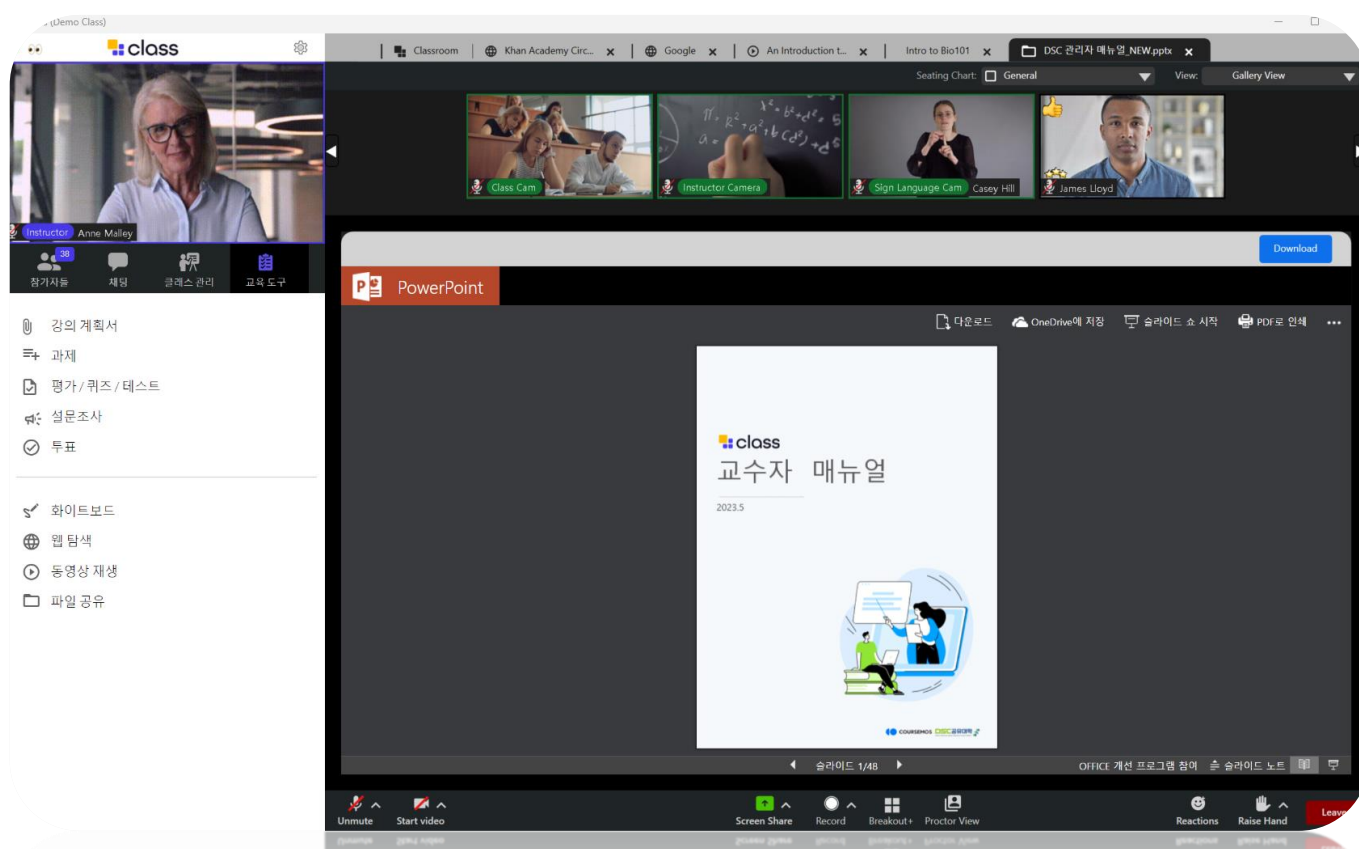 (Demo Class)
class
Classroom
Khan Academy Circ... x
Google x
An Introduction t... x
Intro to Bio101 x
DSC 관리자 매뉴얼_NEW.pptx x
Seating Chart: General
View: Gallery View
Class Cam
Instructor Camera
Sign Language Cam Casey Hill
James Lloyd
Instructor Anne Malley
38
참가자들
채팅
클래스 관리
교육 도구
강의 계획서
과제
평가 / 퀴즈 / 테스트
설문조사
투표
화이트보드
웹 탐색
동영상 재생
파일 공유
Download
PowerPoint
다운로드
OneDrive에 저장
슬라이드 쇼 시작
PDF로 인쇄
class
교수자 매뉴얼
2023.5
COURSEMOS DSC공유대학
슬라이드 1/48
OFFICE 개선 프로그램 참여
슬라이드 노트
Unmute
Start video
Screen Share
Record
Breakout+
Proctor View
Reactions
Raise Hand
Leave